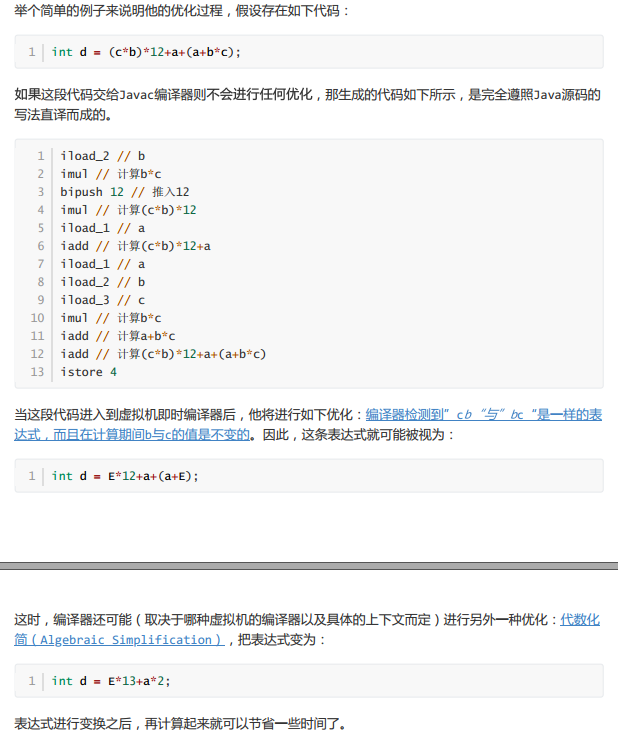 举个简单的例子来说明他的优化过程，假设存在如下代码：
1 int d = (c*b)*12+a+(a+b*c);
如果这段代码交给Javac编译器则不会进行任何优化，那生成的代码如下所示，是完全遵照Java源码的
写法直译而成的。
1 iload_2 // b
2 imul // 计算b*c
3 bipush 12 // 推入12
4 imul // 计算(c*b)*12
5 iload_1 // a
6 iadd // 计算(c*b)*12+a
7 iload_1 // a
8 iload_2 // b
9 iload_3 // c
10 imul // 计算b*c
11 iadd // 计算a+b*c
12 iadd // 计算(c*b)*12+a+(a+b*c)
13 istore 4
当这段代码进入到虚拟机即时编译器后，他将进行如下优化：编译器检测到”cb“与”bc“是一样的表
达式，而且在计算期间b与c的值是不变的。因此，这条表达式就可能被视为：
1 int d = E*12+a+(a+E);
这时，编译器还可能（取决于哪种虚拟机的编译器以及具体的上下文而定）进行另外一种优化：代数化
简（Algebraic Simplification），把表达式变为：
1 int d = E*13+a*2;
表达式进行变换之后，再计算起来就可以节省一些时间了。